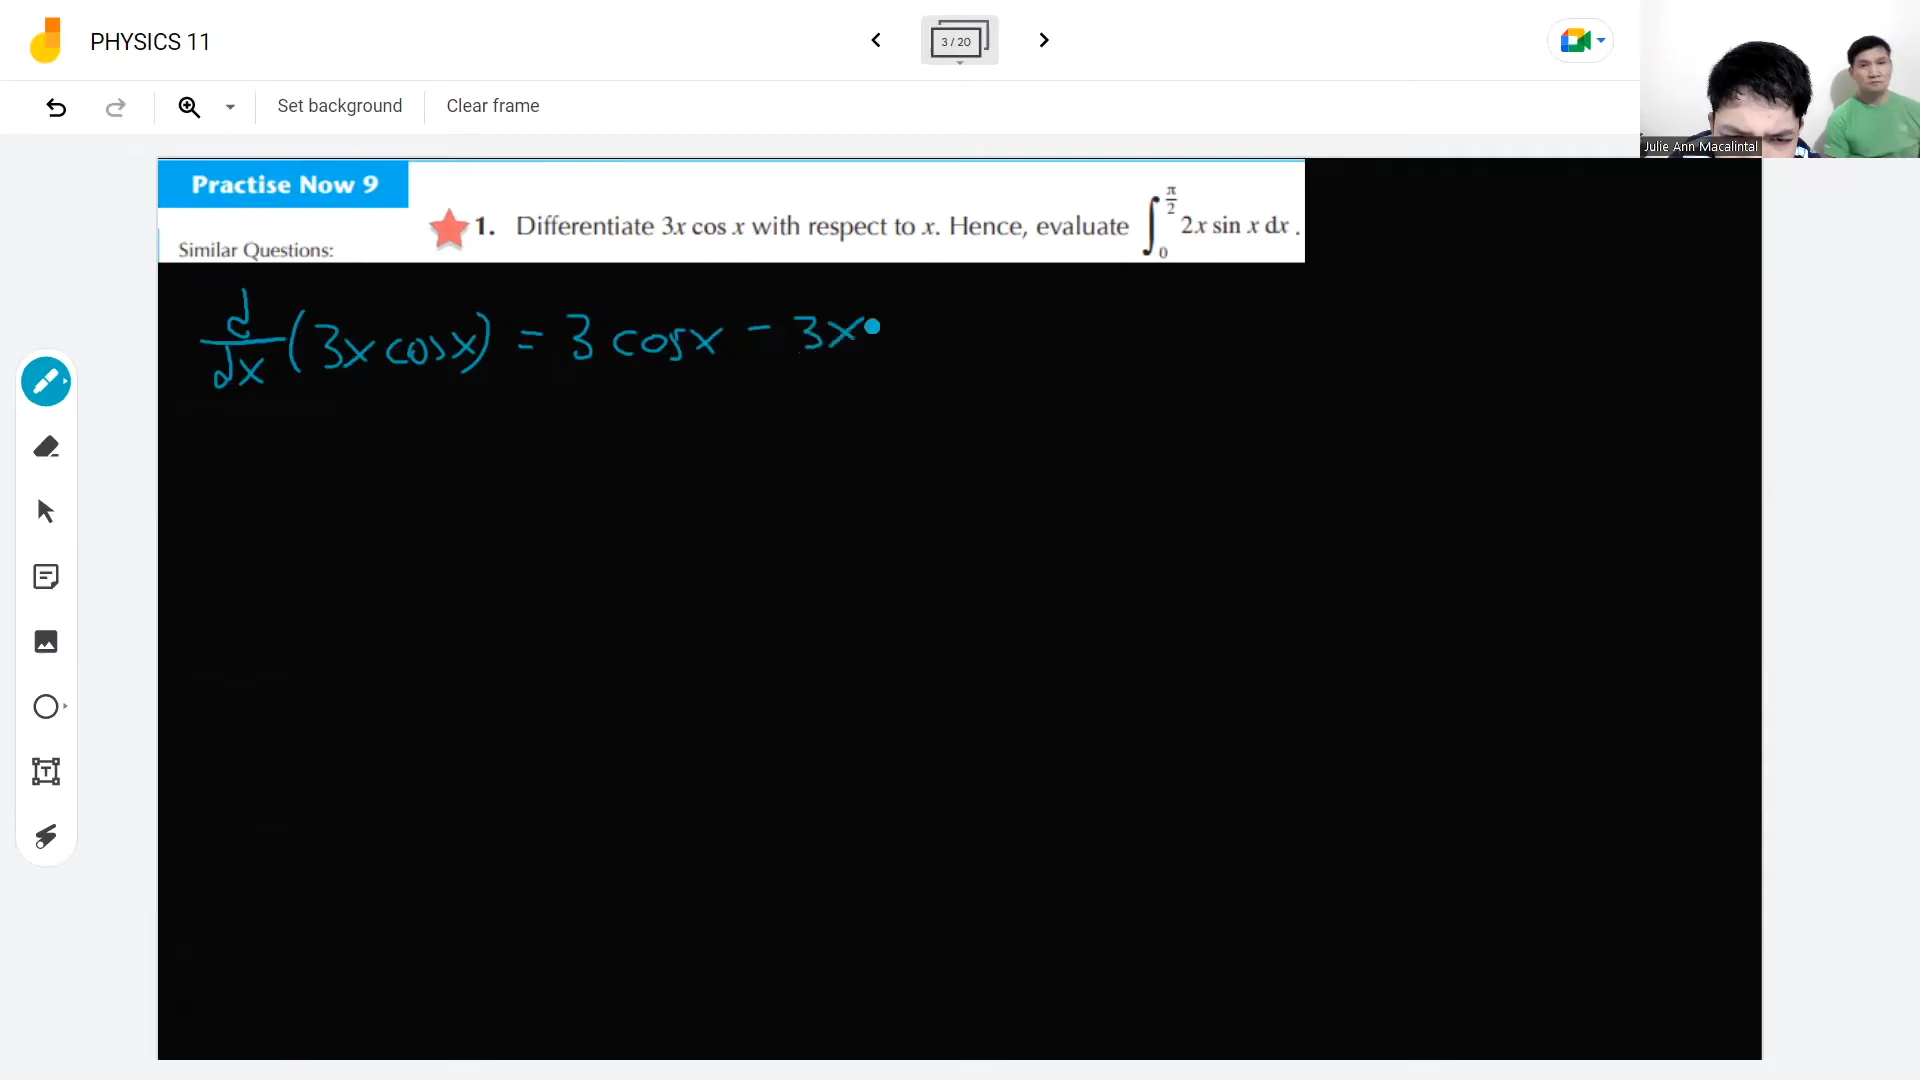 PHYSICS 11
3 / 20
Set background
Clear frame
Julie Ann Macalintal
Practise Now 9
Similar Questions:
1. Differentiate 3x cos x with respect to x. Hence, evaluate ∫₀^(π/2) 2x sin x dx.
d/dx (3x cosx) = 3 cosx - 3x